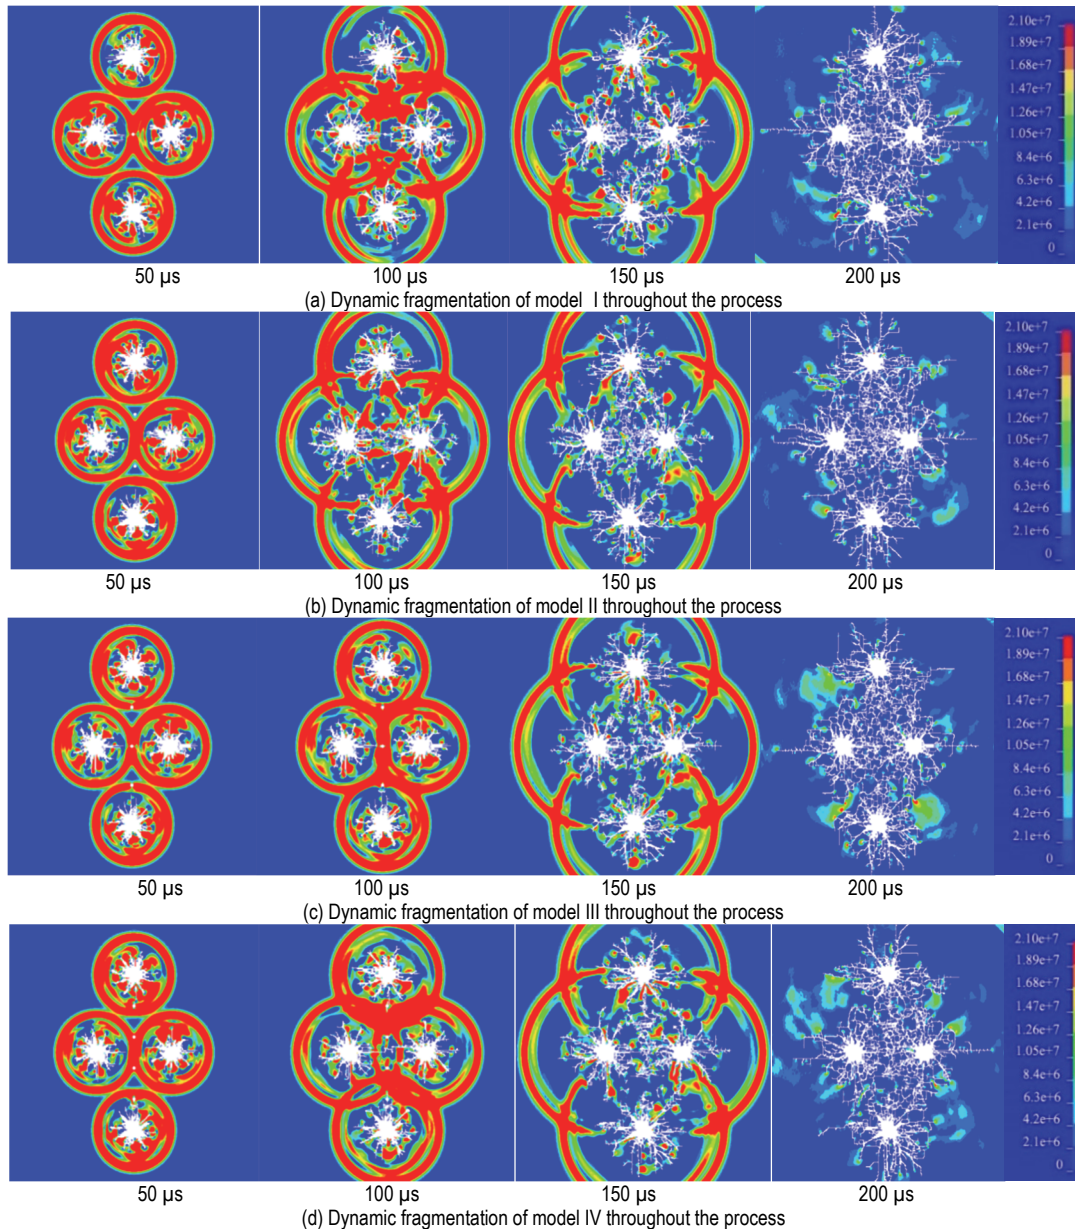 2.10e+7
1.89e+7
1.68e+7
1.47e+7
1.26e+7
1.05e+7
8.4e+6
6.3e+6
4.2e+6
2.1e+6
0
50 µs 100 µs 150 µs 200 µs
(a) Dynamic fragmentation of model I throughout the process
2.10e+7
1.89e+7
1.68e+7
1.47e+7
1.26e+7
1.05e+7
8.4e+6
6.3e+6
4.2e+6
2.1e+6
0
50 µs 100 µs 150 µs 200 µs
(b) Dynamic fragmentation of model II throughout the process
2.10e+7
1.89e+7
1.68e+7
1.47e+7
1.26e+7
1.05e+7
8.4e+6
6.3e+6
4.2e+6
2.1e+6
0
50 µs 100 µs 150 µs 200 µs
(c) Dynamic fragmentation of model III throughout the process
2.10e+7
1.89e+7
1.68e+7
1.47e+7
1.26e+7
1.05e+7
8.4e+6
6.3e+6
4.2e+6
2.1e+6
0
50 µs 100 µs 150 µs 200 µs
(d) Dynamic fragmentation of model IV throughout the process